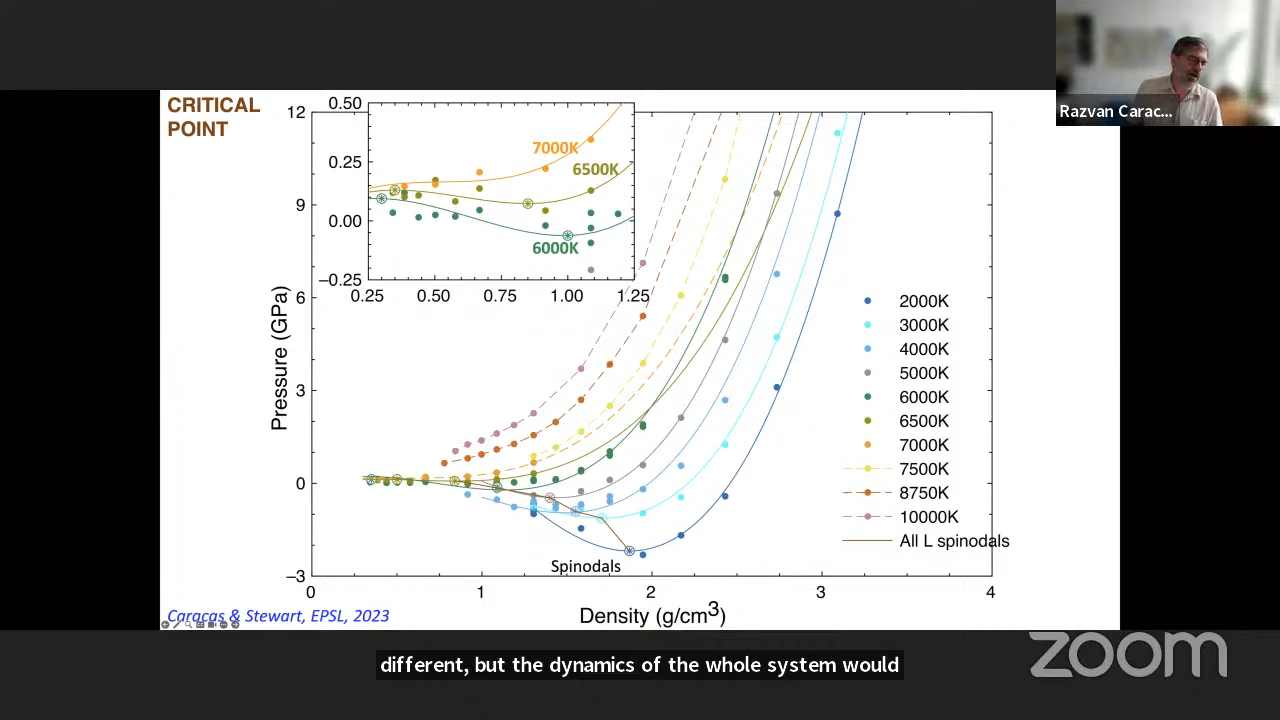 CRITICAL
POINT
Razvan Carac...
0.50
0.25
0.00
−0.25
0.25
0.50
0.75
1.00
1.25
7000K
6500K
6000K
12
9
6
3
0
−3
Pressure (GPa)
2000K
3000K
4000K
5000K
6000K
6500K
7000K
7500K
8750K
10000K
All L spinodals
Spinodals
0
1
2
3
4
Density (g/cm3)
Caracas & Stewart, EPSL, 2023
different, but the dynamics of the whole system would
zoom